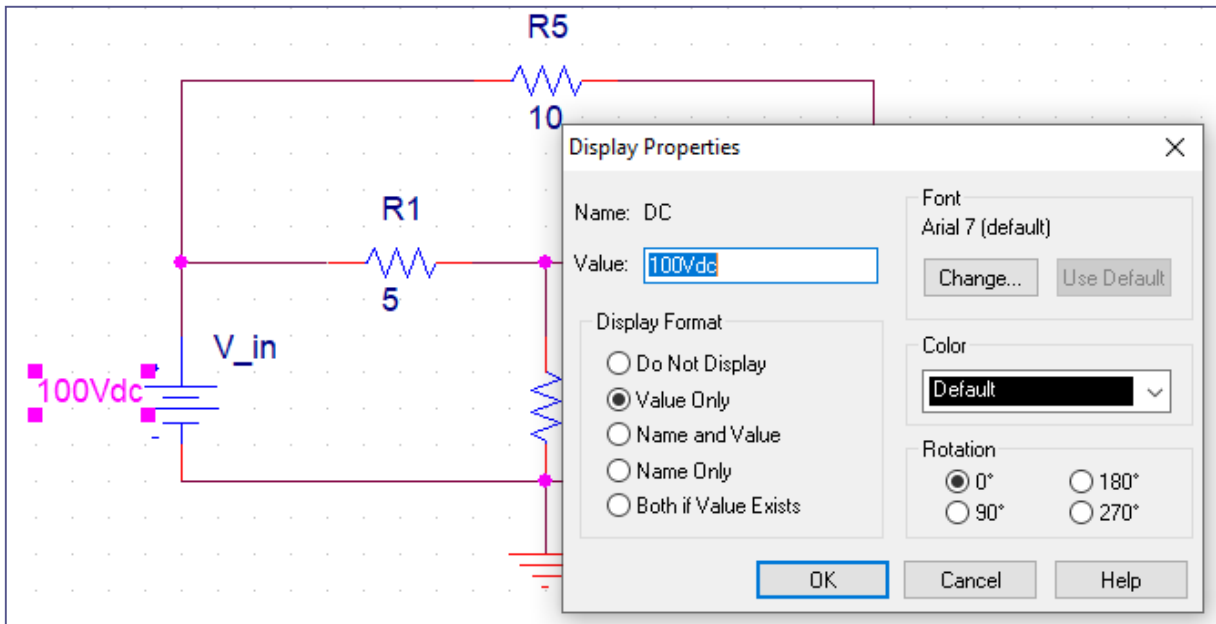 R5
10
R1
5
V_in
100Vdc
-
Display Properties
Name: DC
Value: 100Vdc
Display Format
Do Not Display
Value Only
Name and Value
Name Only
Both if Value Exists
Font
Arial 7 (default)
Change...
Use Default
Color
Default
Rotation
0° 180°
90° 270°
OK Cancel Help